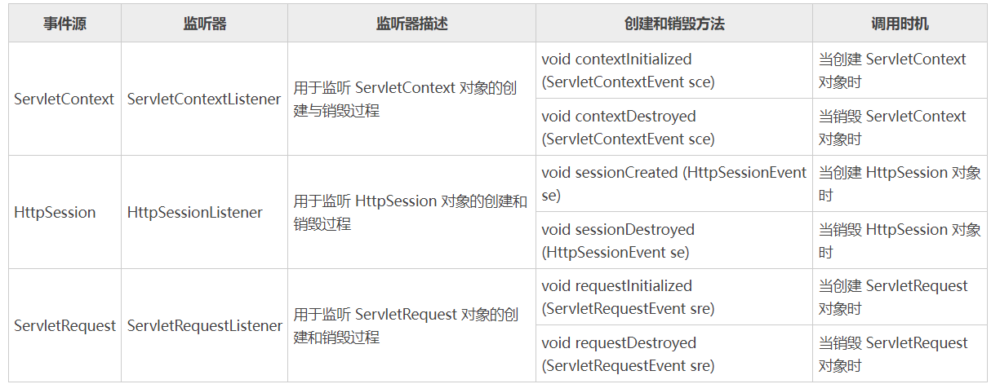 事件源
监听器
监听器描述
创建和销毁方法
调用时机
ServletContext
ServletContextListener
用于监听 ServletContext 对象的创
建与销毁过程
void contextInitialized
(ServletContextEvent sce)
当创建 ServletContext
对象时
void contextDestroyed
(ServletContextEvent sce)
当销毁 ServletContext
对象时
HttpSession
HttpSessionListener
用于监听 HttpSession 对象的创建和
销毁过程
void sessionCreated (HttpSessionEvent
se)
当创建 HttpSession 对象
时
void sessionDestroyed
(HttpSessionEvent se)
当销毁 HttpSession 对象
时
ServletRequest
ServletRequestListener
用于监听 ServletRequest 对象的创
建和销毁过程
void requestInitialized
(ServletRequestEvent sre)
当创建 ServletRequest
对象时
void requestDestroyed
(ServletRequestEvent sre)
当销毁 ServletRequest
对象时